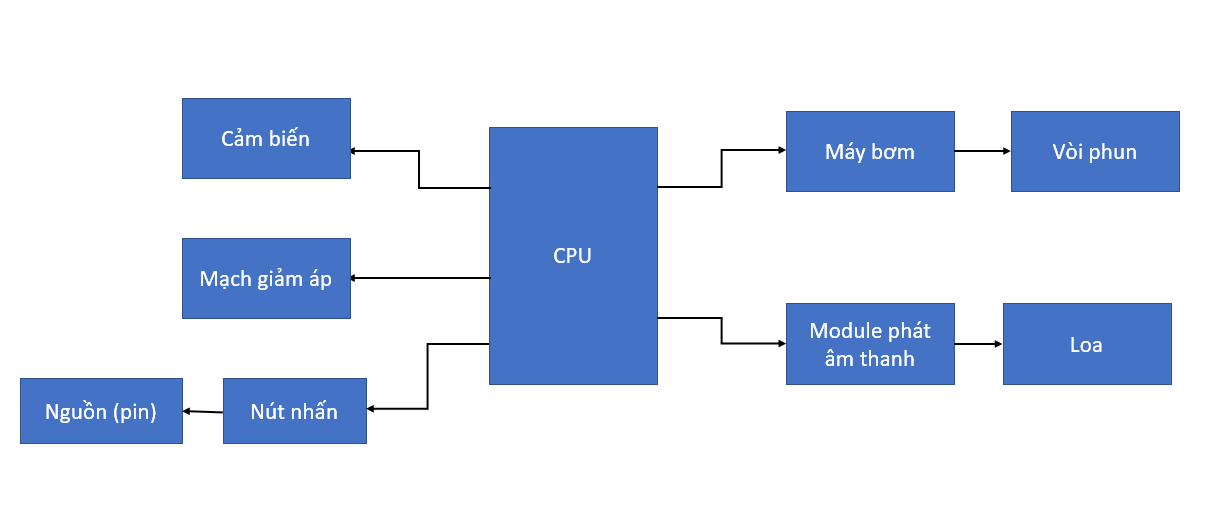 Cảm biến
Mạch giảm áp
Nguồn (pin)
Nút nhấn
CPU
Máy bơm
Vòi phun
Module phát
âm thanh
Loa